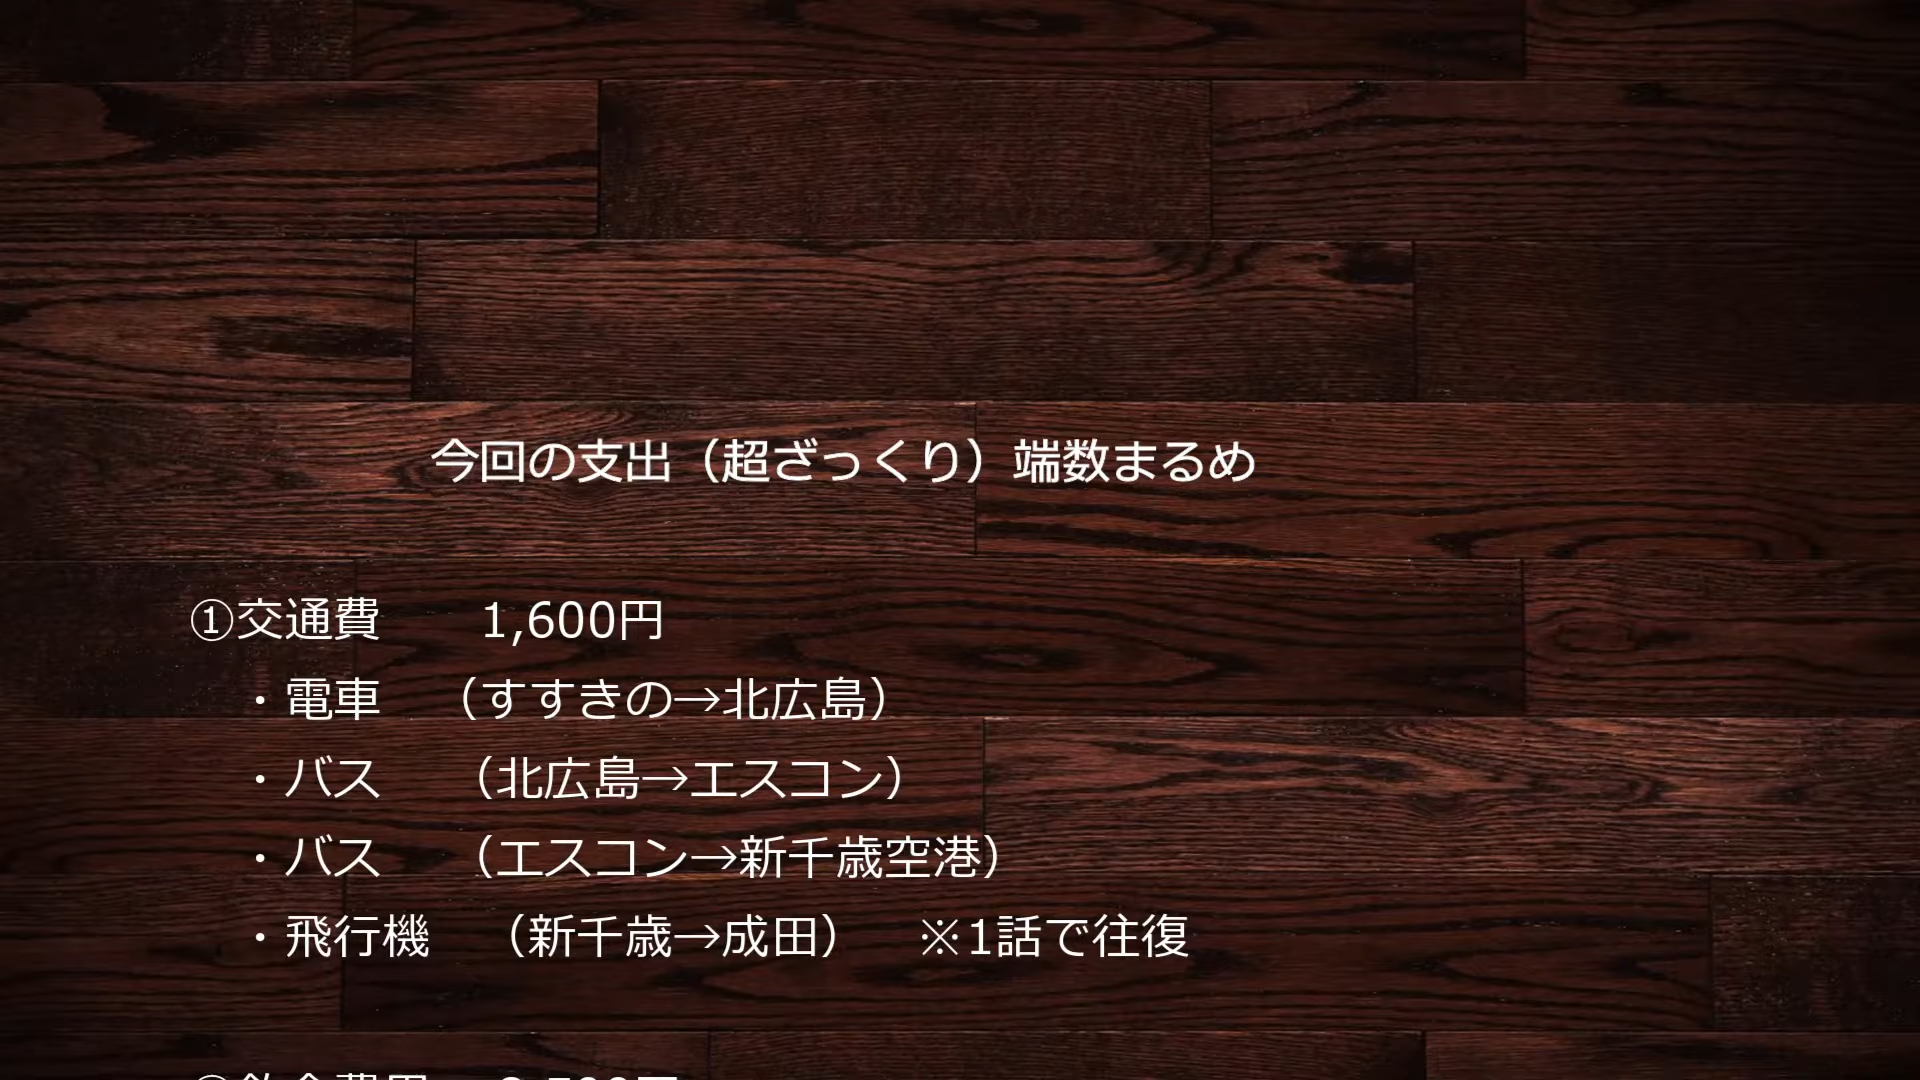 今回の支出（超ざっくり）端数まるめ
①交通費　　1,600円
・電車　（すすきの→北広島）
・バス　（北広島→エスコン）
・バス　（エスコン→新千歳空港）
・飛行機　（新千歳→成田）　※1話で往復